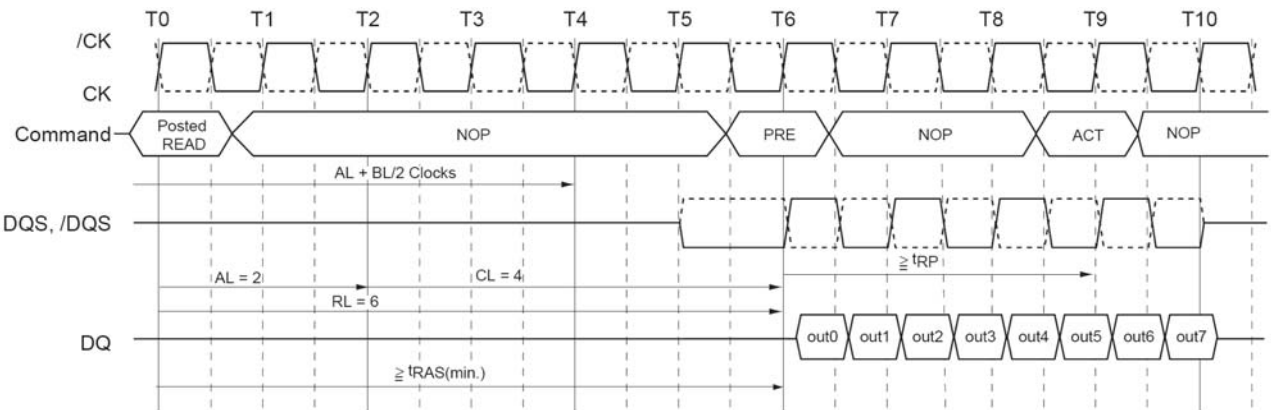 T0 T1 T2 T3 T4 T5 T6 T7 T8 T9 T10
/CK
CK
Command
Posted
READ
NOP PRE NOP ACT NOP
AL + BL/2 Clocks
DQS, /DQS
≧ tRP
AL = 2 CL = 4
RL = 6
DQ out0 out1 out2 out3 out4 out5 out6 out7
≧ tRAS(min.)